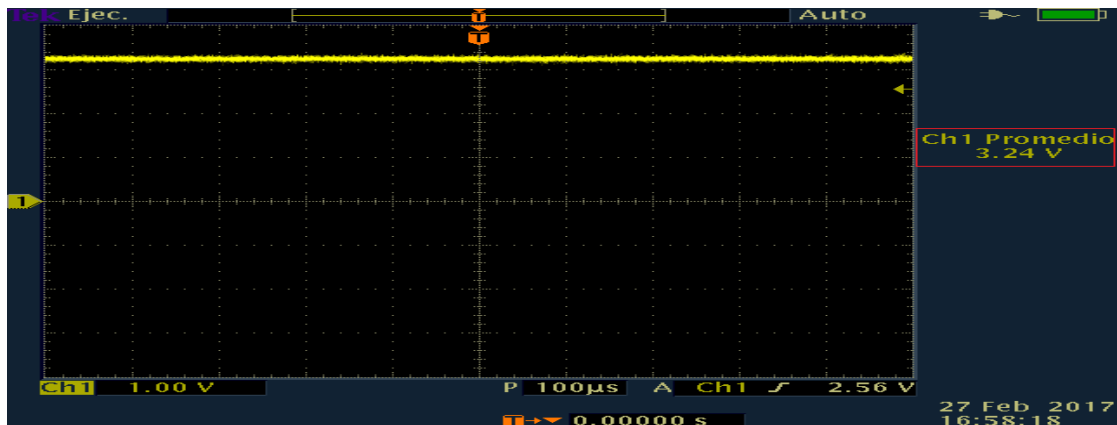 Tek Ejec.
Auto
U
T
Ch1 Promedio
3.24 V
1
Ch1 1.00 V P 100µs A Ch1 2.56 V
T 0.00000 s
27 Feb 2017
16:58:18